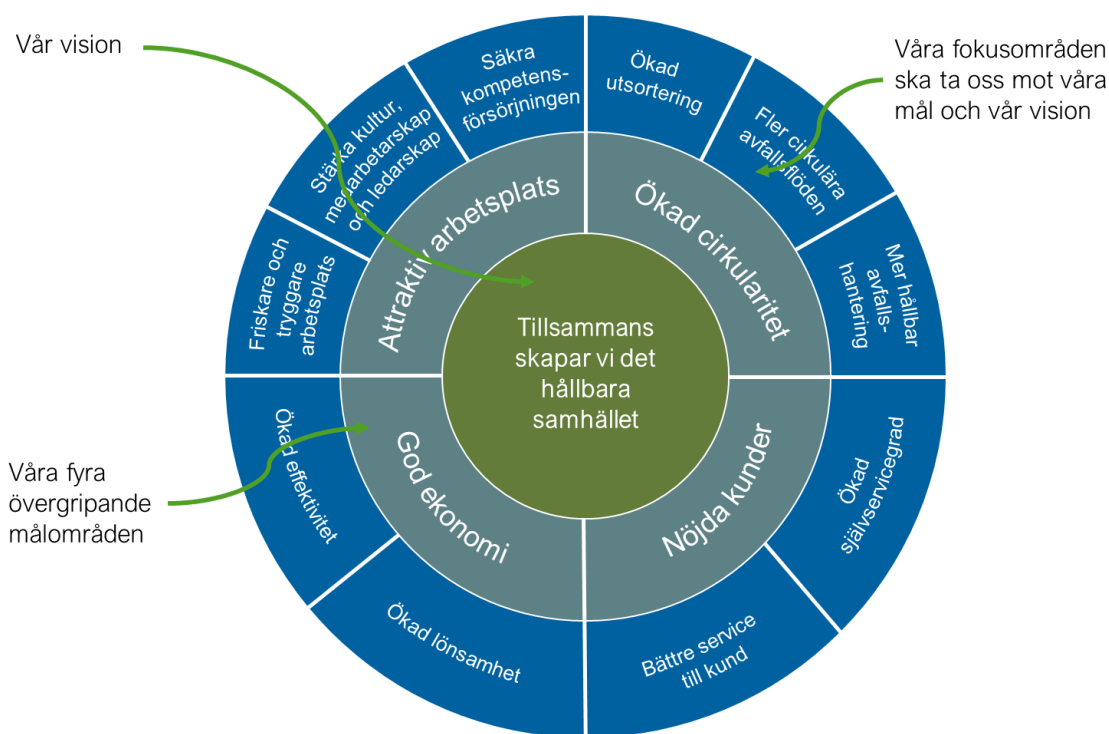 Vår vision
Säkra
kompetens-
försörjningen
Ökad
utsortering
Våra fokusområden
ska ta oss mot våra
mål och vår vision
Stärka kultur,
medarbetarskap
och ledarskap
Fler cirkulära
avfallsflöden
Attraktiv arbetsplats
Ökad cirkularitet
Friskare och
tryggare
arbetsplats
Mer hållbar
avfalls-
hantering
Tillsammans
skapar vi det
hållbara
samhället
Våra fyra
övergripande
målområden
Ökad effektivitet
God ekonomi
Nöjda kunder
Ökad
självservicegrad
Ökad lönsamhet
Bättre service
till kund